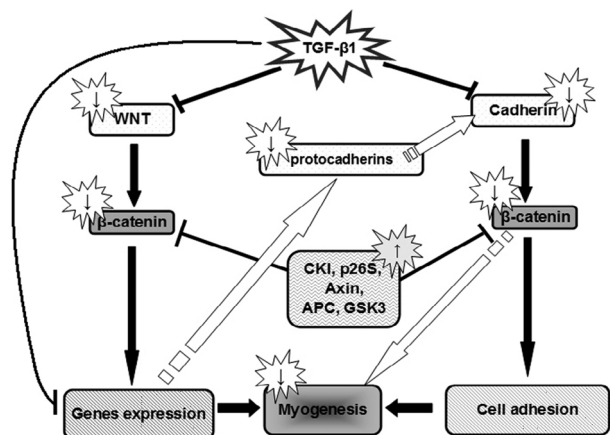 TGF-β1
↓
WNT
Cadherin
↓
↓
protocadherins
↓
β-catenin
↓
β-catenin
↑
CKI, p26S,
Axin,
APC, GSK3
↓
Genes expression
Myogenesis
Cell adhesion